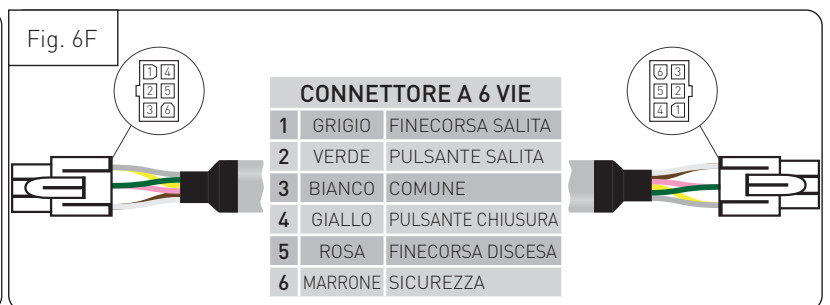 Fig. 6F
1 4
2 5
3 6
6 3
5 2
4 1
CONNETTORE A 6 VIE
1 GRIGIO FINECORSA SALITA
2 VERDE PULSANTE SALITA
3 BIANCO COMUNE
4 GIALLO PULSANTE CHIUSURA
5 ROSA FINECORSA DISCESA
6 MARRONE SICUREZZA